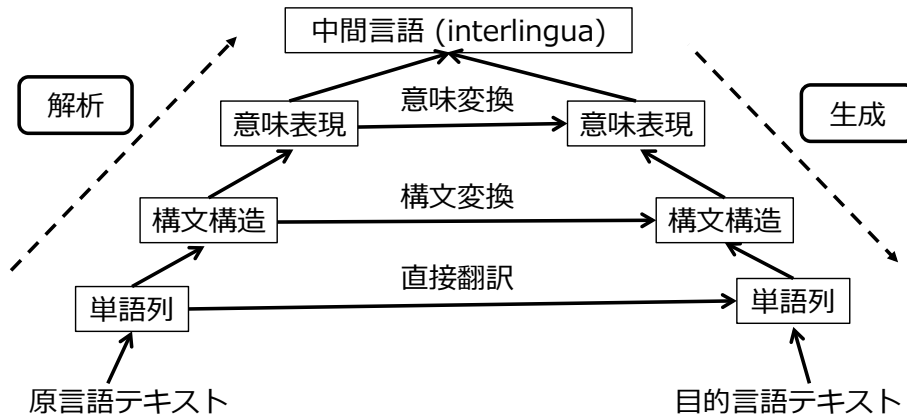 中間言語 (interlingua)
解析
意味変換
生成
意味表現
意味表現
構文変換
構文構造
構文構造
直接翻訳
単語列
単語列
原言語テキスト
目的言語テキスト